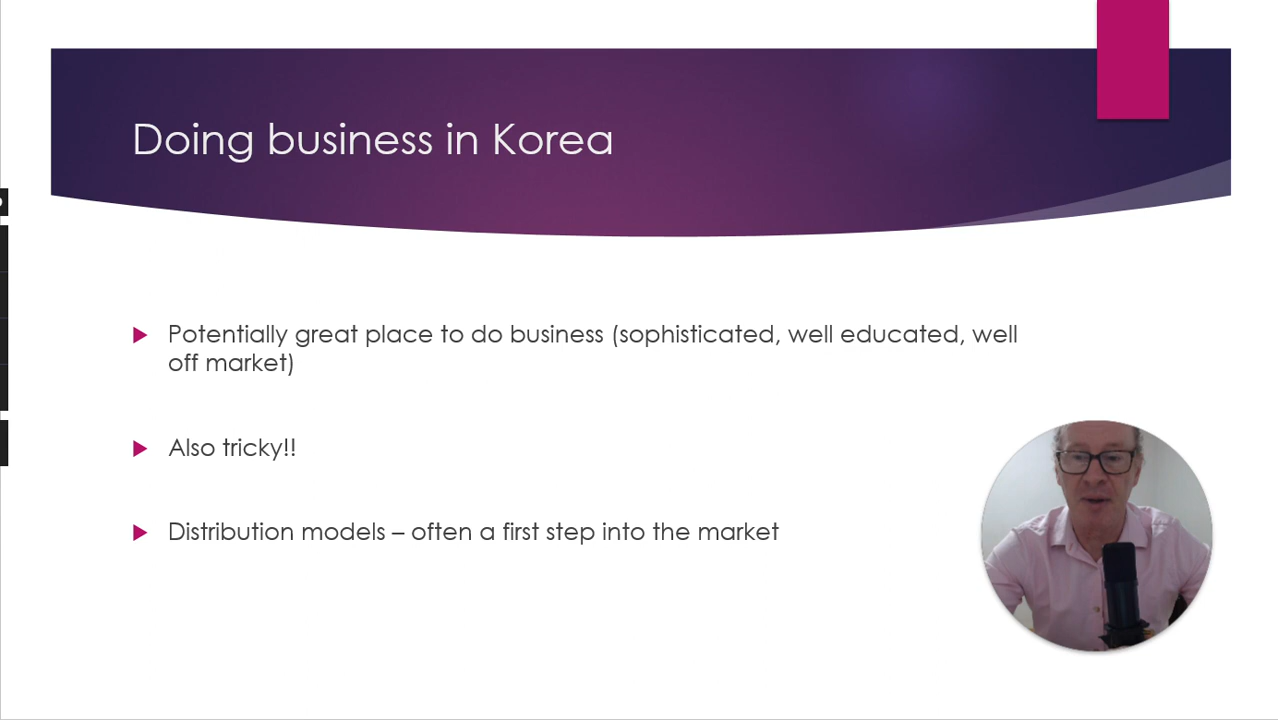 Doing business in Korea
Potentially great place to do business (sophisticated, well educated, well
off market)
Also tricky!!
Distribution models – often a first step into the market